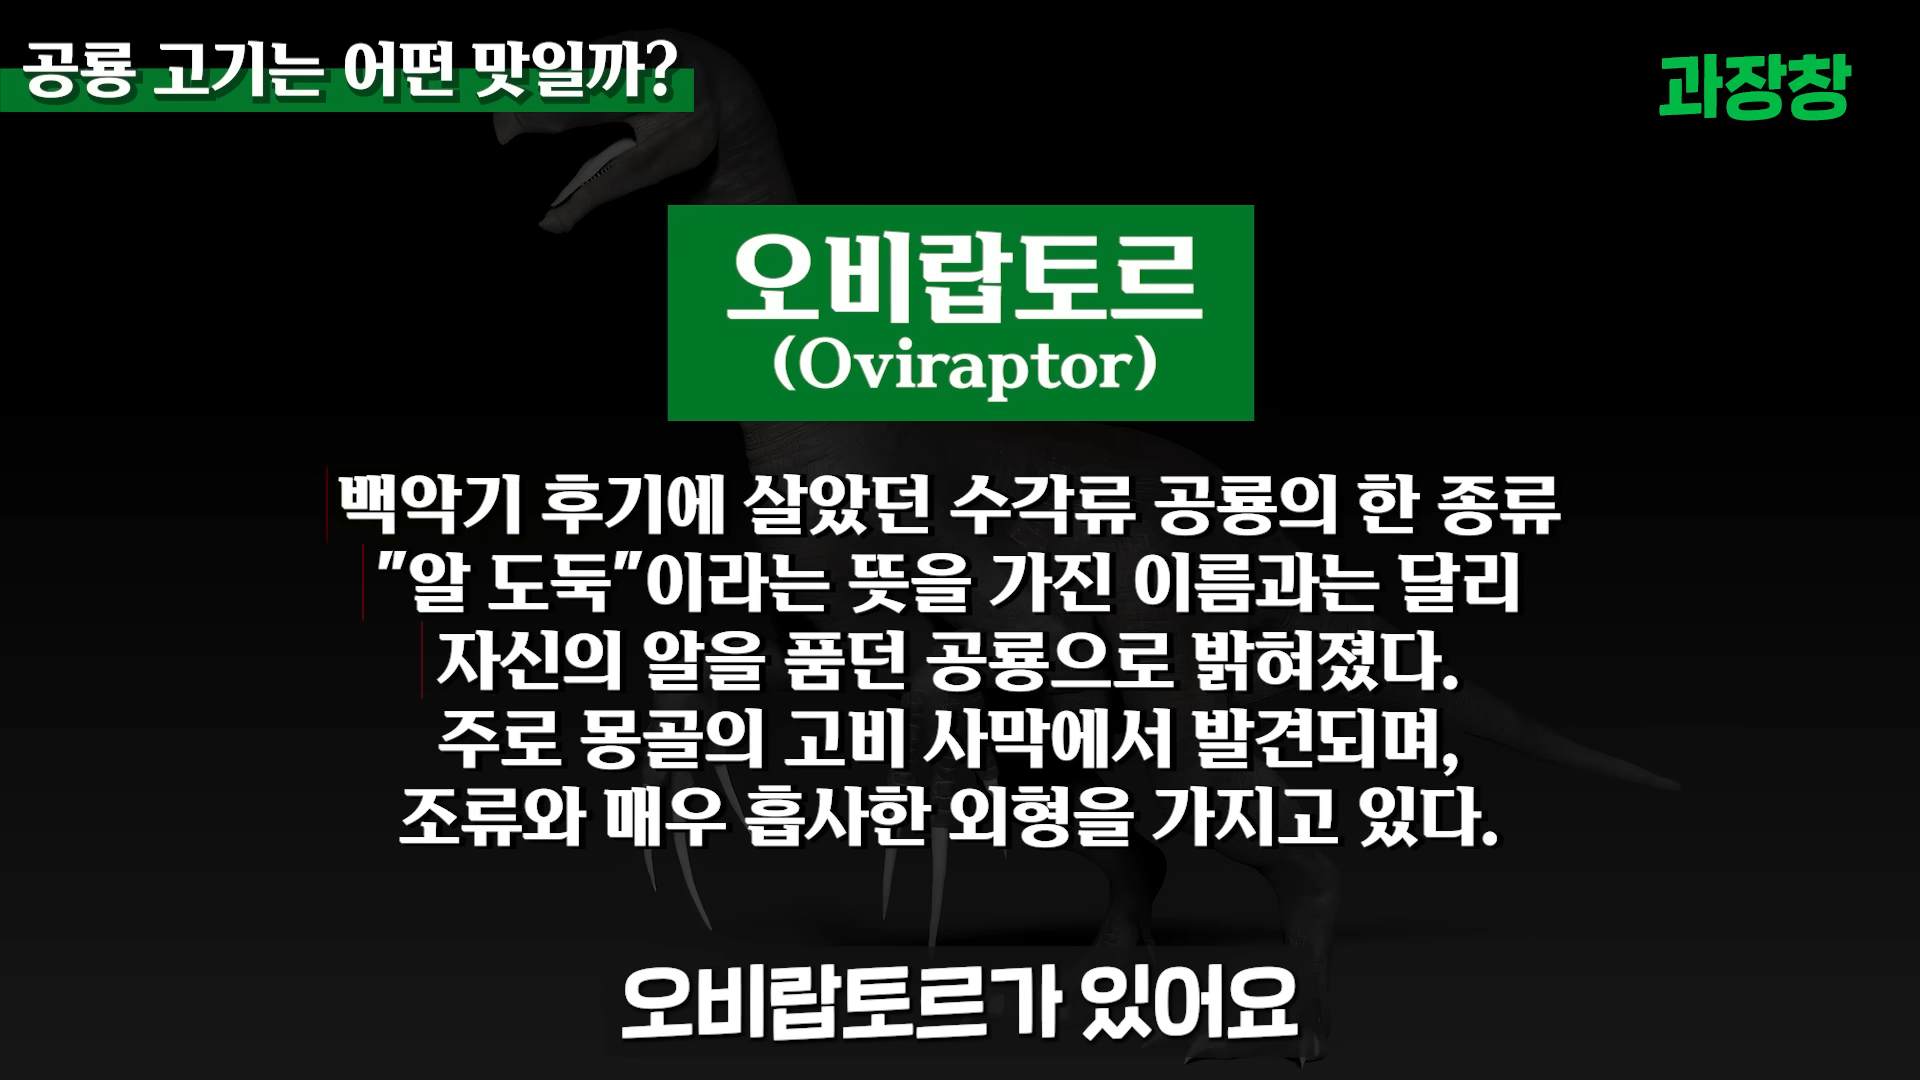 공룡 고기는 어떤 맛일까?
과장창
오비랍토르
(Oviraptor)
백악기 후기에 살았던 수각류 공룡의 한 종류
"알 도둑"이라는 뜻을 가진 이름과는 달리
자신의 알을 품던 공룡으로 밝혀졌다.
주로 몽골의 고비 사막에서 발견되며,
조류와 매우 흡사한 외형을 가지고 있다.
오비랍토르가 있어요